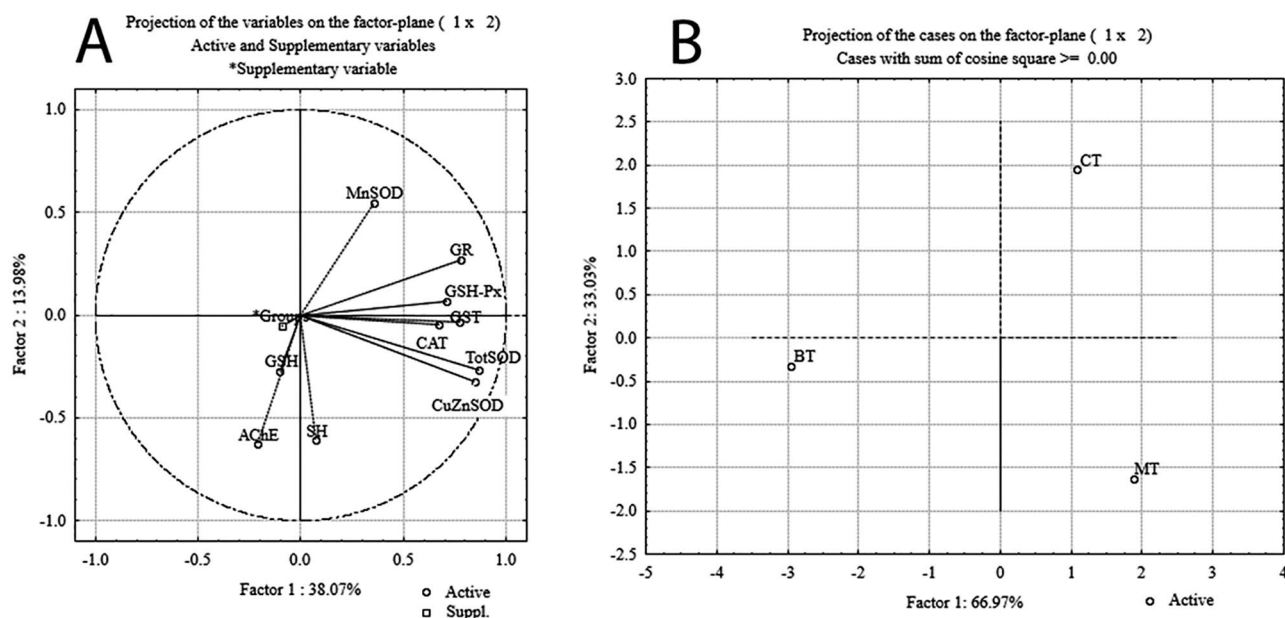 A
Projection of the variables on the factor-plane ( 1 x 2)
Active and Supplementary variables
*Supplementary variable
1.0
0.5
0.0
-0.5
-1.0
Factor 2 : 13.98%
MnSOD
GR
GSH-Px
*Groups
GST
CAT
GSH
TotSOD
CuZnSOD
AChE
SH
-1.0 -0.5 0.0 0.5 1.0
Factor 1 : 38.07%
Active
Suppl.
B
Projection of the cases on the factor-plane ( 1 x 2)
Cases with sum of cosine square >= 0.00
3.0
2.5
2.0
1.5
1.0
0.5
0.0
-0.5
-1.0
-1.5
-2.0
-2.5
Factor 2: 33.03%
CT
BT
MT
-5 -4 -3 -2 -1 0 1 2 3 4
Factor 1: 66.97%
Active